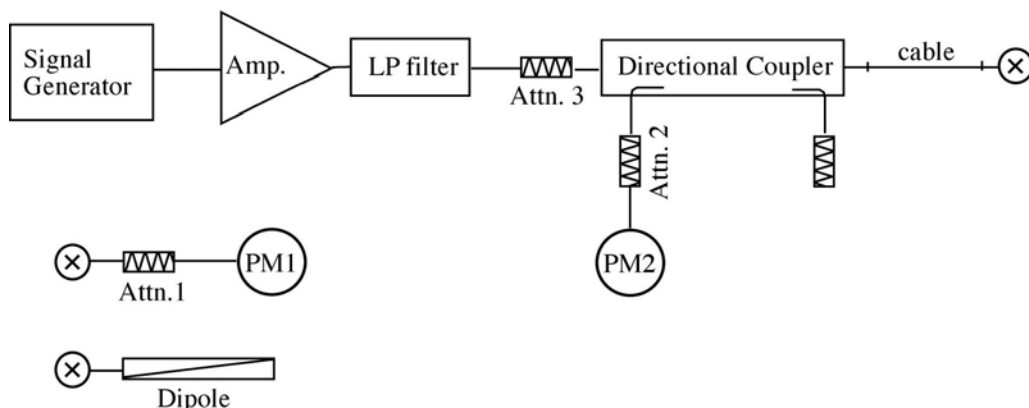 Signal
Generator
Amp.
LP filter
Attn. 3
Directional Coupler
cable
Attn. 2
PM1
Attn.1
PM2
Dipole